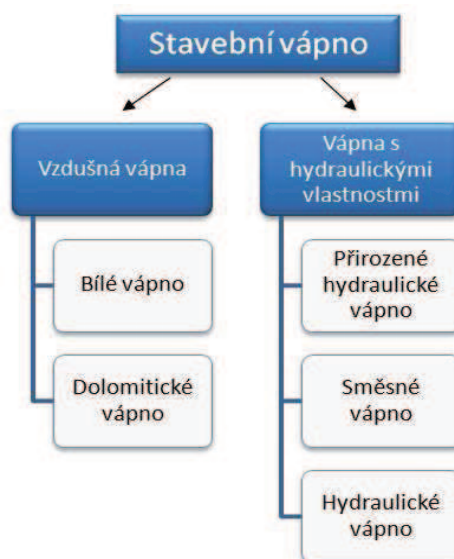 Stavební vápno
Vzdušná vápna
Bílé vápno
Dolomitické
vápno
Vápna s
hydraulickými
vlastnostmi
Přirozené
hydraulické
vápno
Směsné
vápno
Hydraulické
vápno